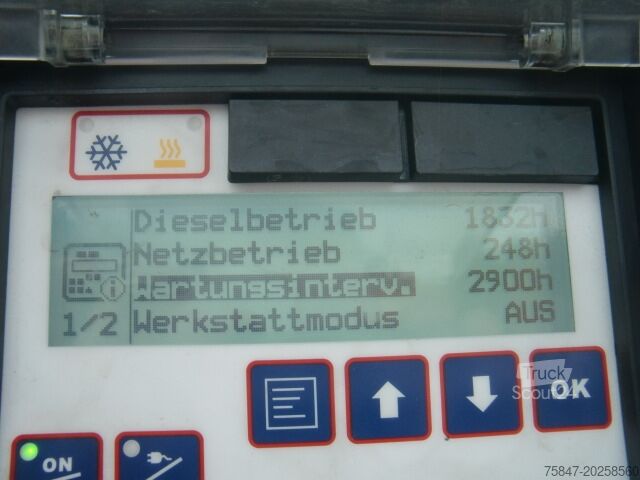 Dieselbetrieb 1832h
Netzbetrieb 248h
Wartungsinterv. 2900h
1/2 Werkstattmodus AUS
Truck
Scout24
OK
ON
75847-20258560